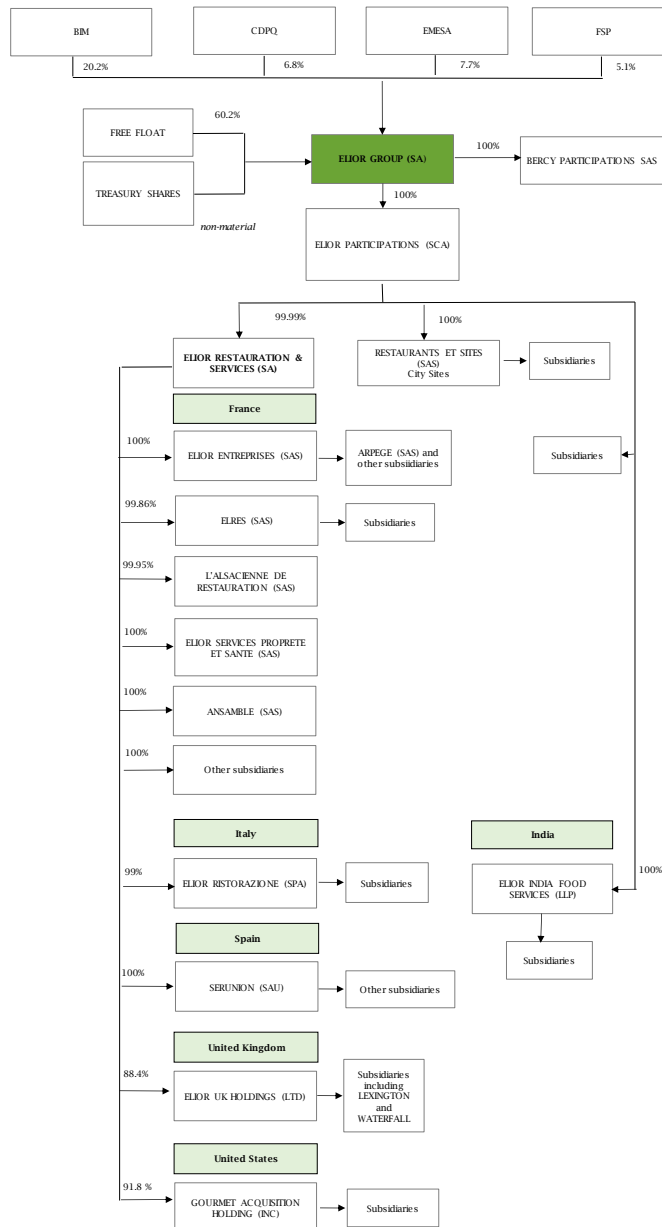 BIM
CDPQ
EMESA
FSP
20.2%
6.8%
7.7%
5.1%
60.2%
FREE FLOAT
TREASURY SHARES
non-material
ELIOR GROUP (SA)
100%
BERCY PARTICIPATIONS SAS
100%
ELIOR PARTICIPATIONS (SCA)
99.99%
100%
ELIOR RESTAURATION &
SERVICES (SA)
RESTAURANTS ET SITES
(SAS)
City Sites
Subsidiaries
France
100%
ELIOR ENTREPRISES (SAS)
ARPEGE (SAS) and
other subsiidiaries
Subsidiaries
99.86%
ELRES (SAS)
Subsidiaries
99.95%
L'ALSACIENNE DE
RESTAURATION (SAS)
100%
ELIOR SERVICES PROPRETE
ET SANTE (SAS)
100%
ANSAMBLE (SAS)
100%
Other subsidiaries
Italy
India
99%
ELIOR RISTORAZIONE (SPA)
Subsidiaries
100%
ELIOR INDIA FOOD
SERVICES (LLP)
Subsidiaries
Spain
100%
SERUNION (SAU)
Other subsidiaries
United Kingdom
88.4%
ELIOR UK HOLDINGS (LTD)
Subsidiaries
including
LEXINGTON
and
WATERFALL
United States
91.8 %
GOURMET ACQUISITION
HOLDING (INC)
Subsidiaries